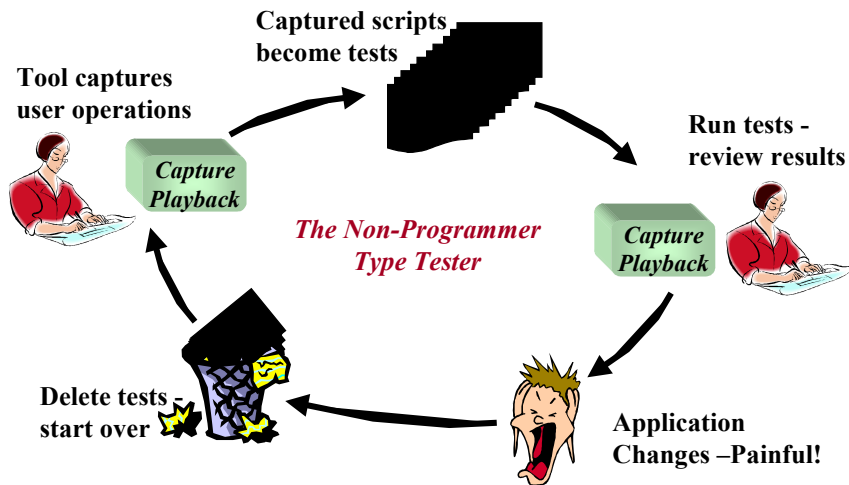 Captured scripts
become tests
Tool captures
user operations
Capture
Playback
Run tests -
review results
Capture
Playback
The Non-Programmer
Type Tester
Application
Changes –Painful!
Delete tests -
start over